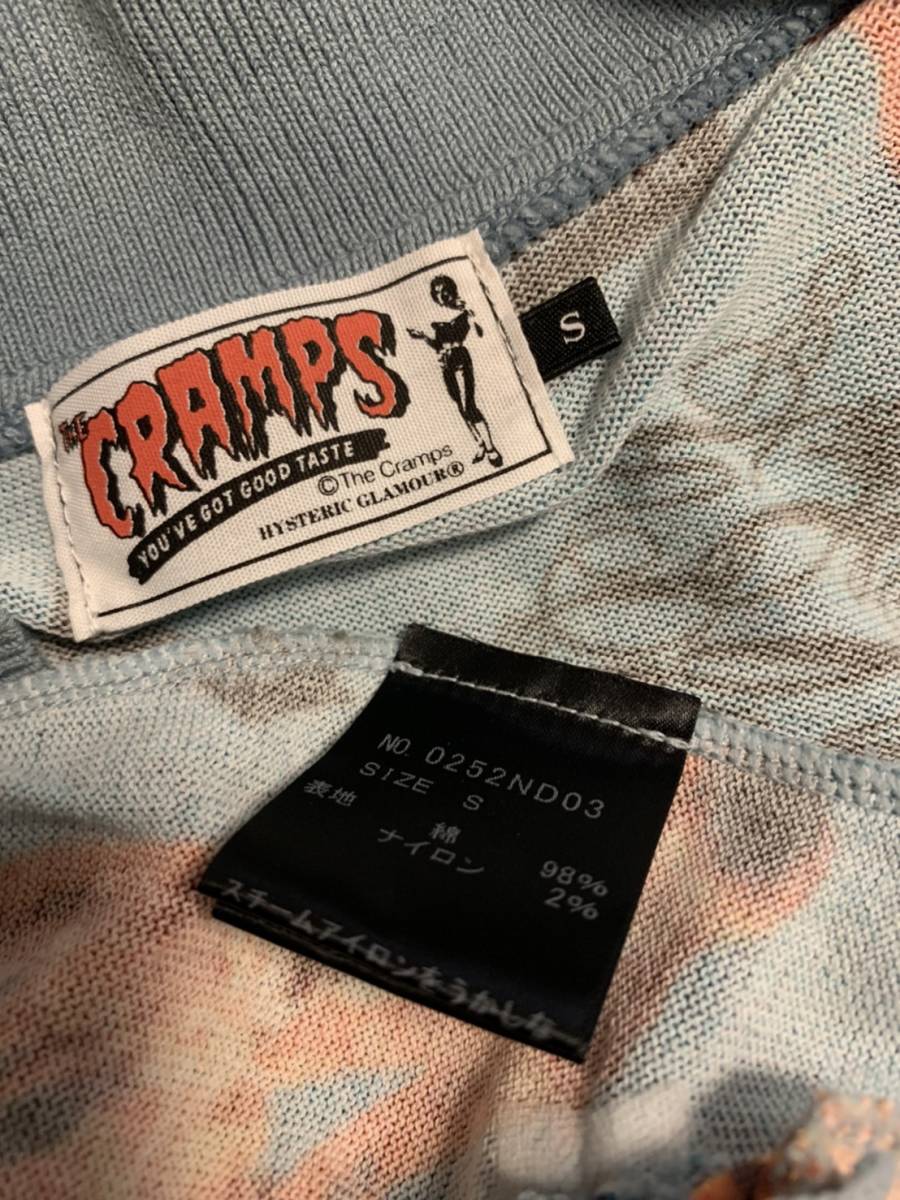 THE
CRAMPS
YOU'VE GOT GOOD TASTE
©The Cramps
HYSTERIC GLAMOUR®
S
NO. 0252ND03
SIZE S
表地
綿 98%
ナイロン 2%
スチームアイロンをうかしな